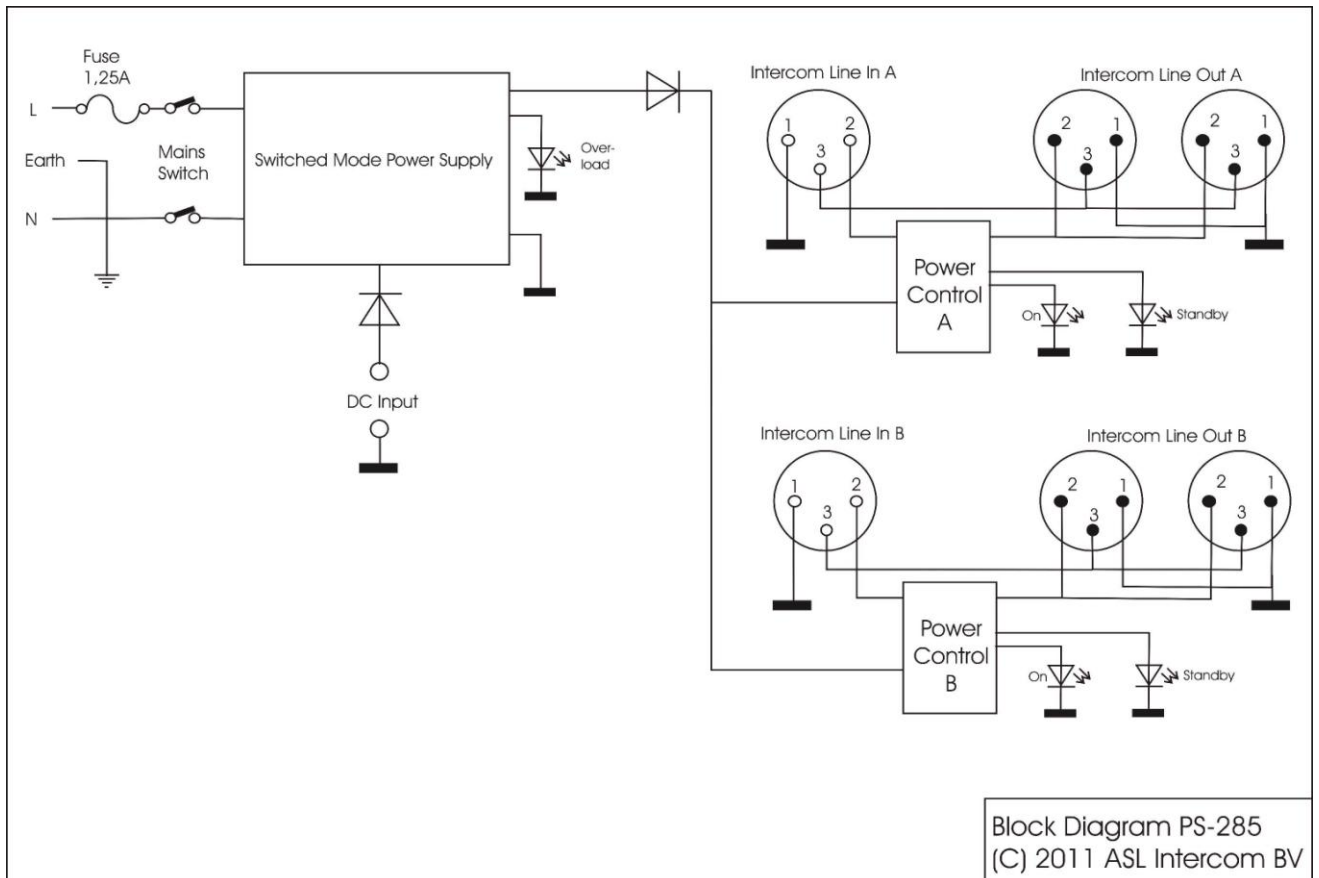 Fuse
1,25A
L
Earth
N
Mains
Switch
Switched Mode Power Supply
Over-
load
DC Input
Intercom Line In A
1
2
3
Intercom Line Out A
2
1
3
2
1
3
Power
Control
A
On
Standby
Intercom Line In B
1
2
3
Intercom Line Out B
2
1
3
2
1
3
Power
Control
B
On
Standby
Block Diagram PS-285
(C) 2011 ASL Intercom BV